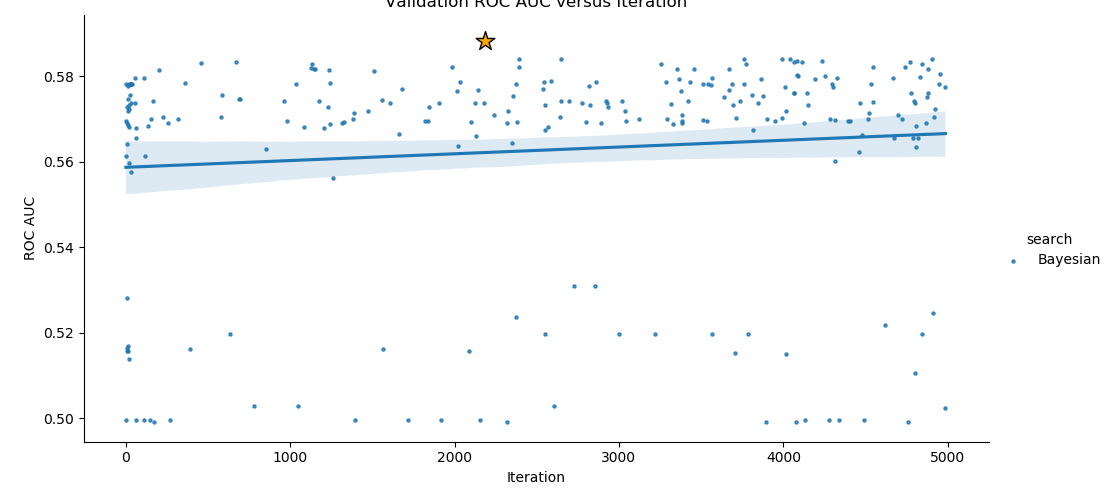 Validation ROC AUC versus Iteration
0.58
0.56
0.54
0.52
0.50
ROC AUC
0
1000
2000
3000
4000
5000
Iteration
search
Bayesian